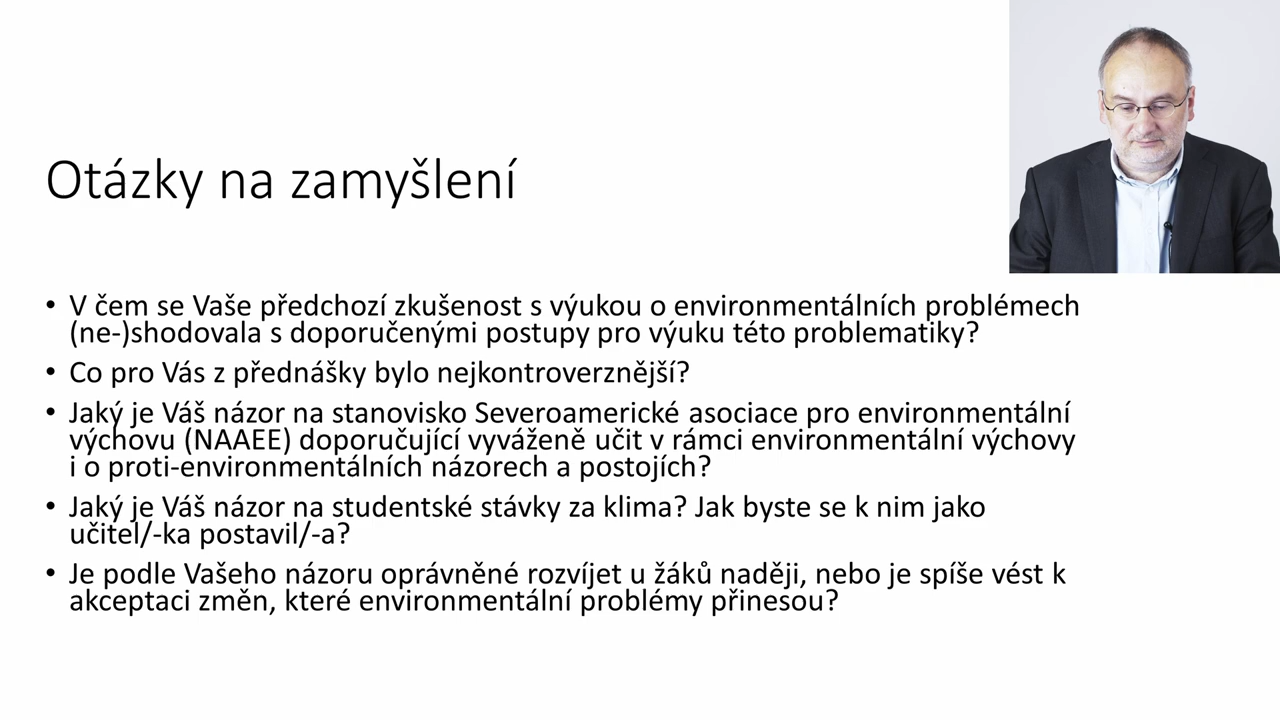 Otázky na zamyšlení
• V čem se Vaše předchozí zkušenost s výukou o environmentálních problémech
(ne-)shodovala s doporučenými postupy pro výuku této problematiky?
• Co pro Vás z přednášky bylo nejkontroverznější?
• Jaký je Váš názor na stanovisko Severoamerické asociace pro environmentální
výchovu (NAAEE) doporučující vyváženě učit v rámci environmentální výchovy
i o proti-environmentálních názorech a postojích?
• Jaký je Váš názor na studentské stávky za klima? Jak byste se k nim jako
učitel/-ka postavil/-a?
• Je podle Vašeho názoru oprávněné rozvíjet u žáků naději, nebo je spíše vést k
akceptaci změn, které environmentální problémy přinesou?